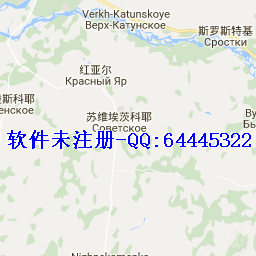 Verkh-Katunskoye
Верх-Катунское
斯罗斯特基
Сростки
红亚尔
Красный Яр
斯科耶
енское
苏维埃茨科耶
Советское
Ву
Бы
软件未注册-QQ:64445322